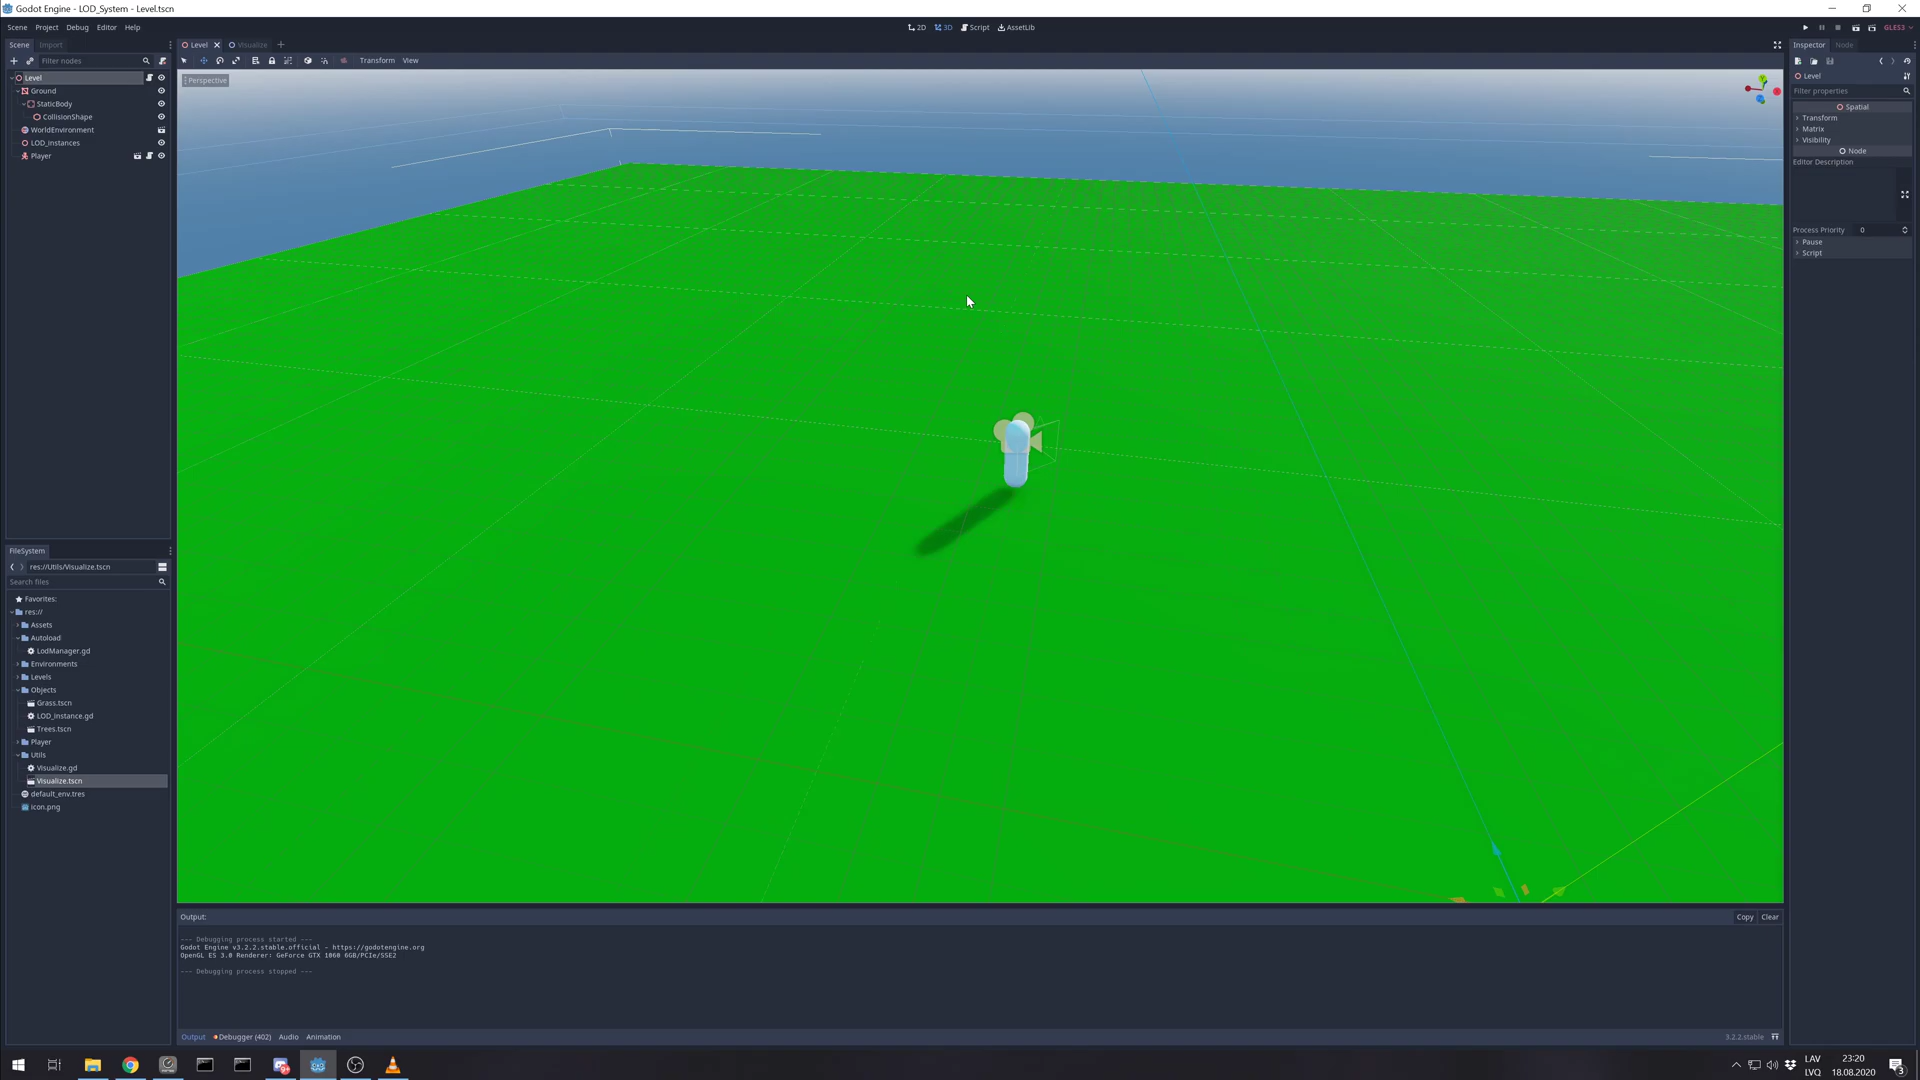 Godot Engine - LOD_System - Level.tscn
Scene Project Debug Editor Help
2D 3D Script AssetLib
GLES3
Scene Import
Filter nodes
Level
Ground
StaticBody
CollisionShape
WorldEnvironment
LOD_Instances
Player
Level Visualize
Transform View
Perspective
Inspector Node
Level
Filter properties
Spatial
Transform
Matrix
Visibility
Node
Editor Description
Process Priority 0
Pause
Script
FileSystem
res://Utils/Visualize.tscn
Search files
Favorites:
res://
Assets
Autoload
LodManager.gd
Environments
Levels
Objects
Grass.tscn
LOD_Instance.gd
Trees.tscn
Player
Utils
Visualize.gd
Visualize.tscn
default_env.tres
icon.png
Output:
Copy Clear
--- Debugging process started ---
Godot Engine v3.2.2.stable.official - https://godotengine.org
OpenGL ES 3.0 Renderer: GeForce GTX 1060 6GB/PCIe/SSE2
--- Debugging process stopped ---
Output Debugger (402) Audio Animation
3.2.2.stable
LAV
LVQ
23:20
18.08.2020